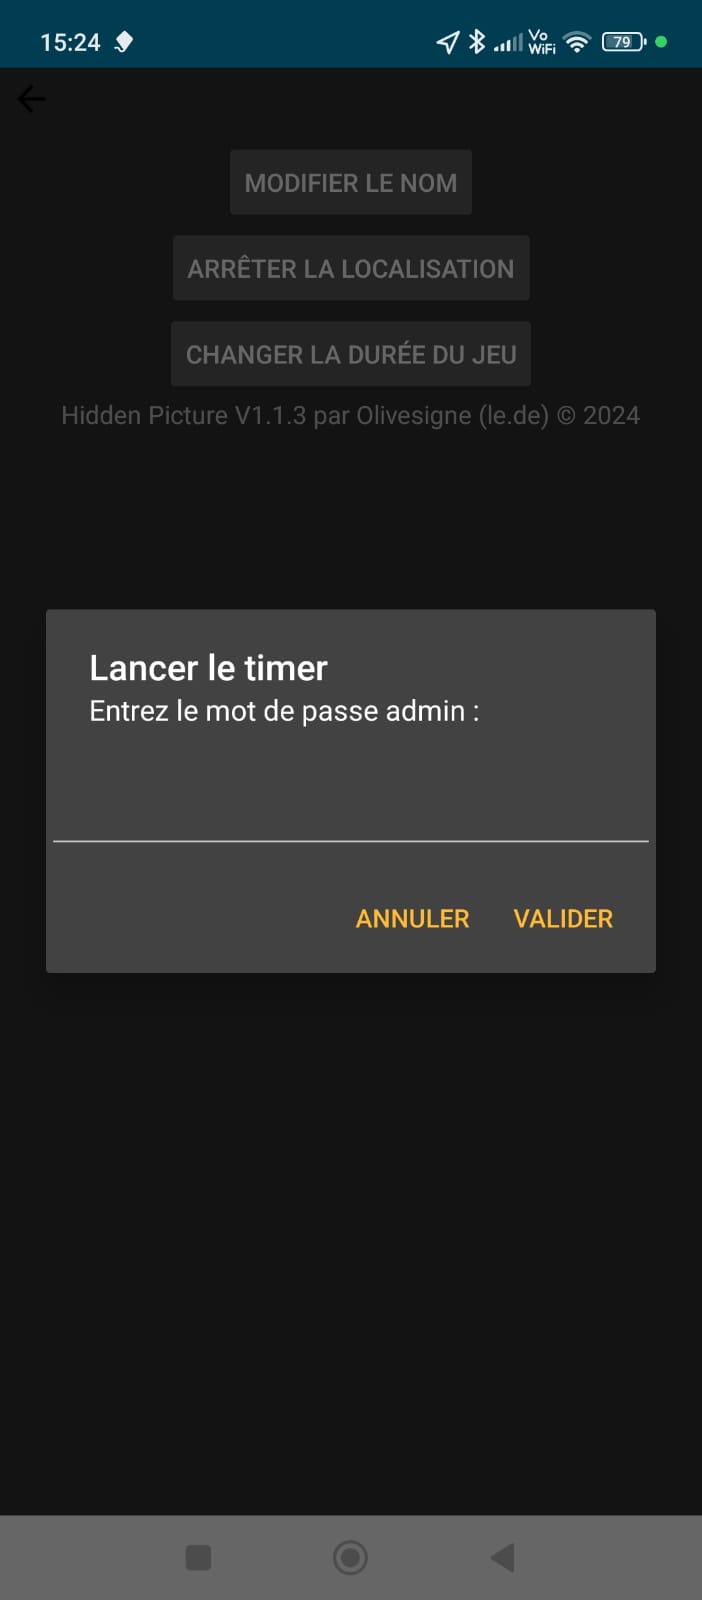 15:24
Vo
WiFi
79
MODIFIER LE NOM
ARRÊTER LA LOCALISATION
CHANGER LA DURÉE DU JEU
Hidden Picture V1.1.3 par Olivesigne (le.de) © 2024
Lancer le timer
Entrez le mot de passe admin :
ANNULER VALIDER